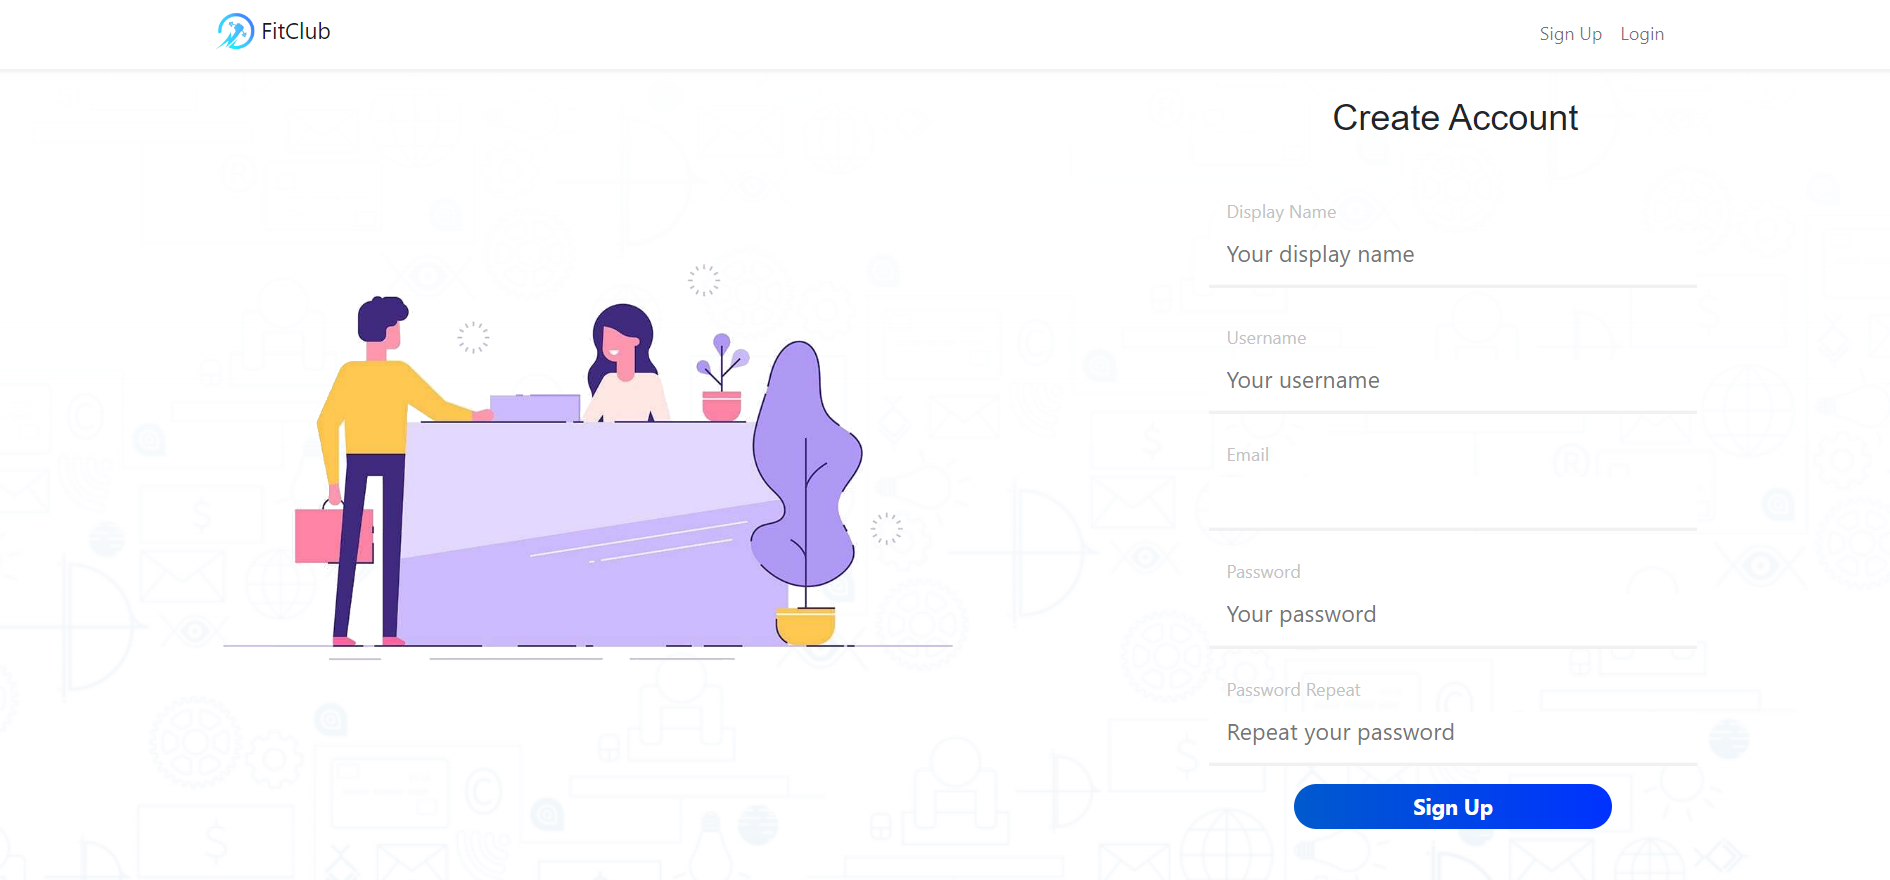 FitClub
Sign Up
Login
Create Account
Display Name
Your display name
Username
Your username
Email
Password
Your password
Password Repeat
Repeat your password
Sign Up